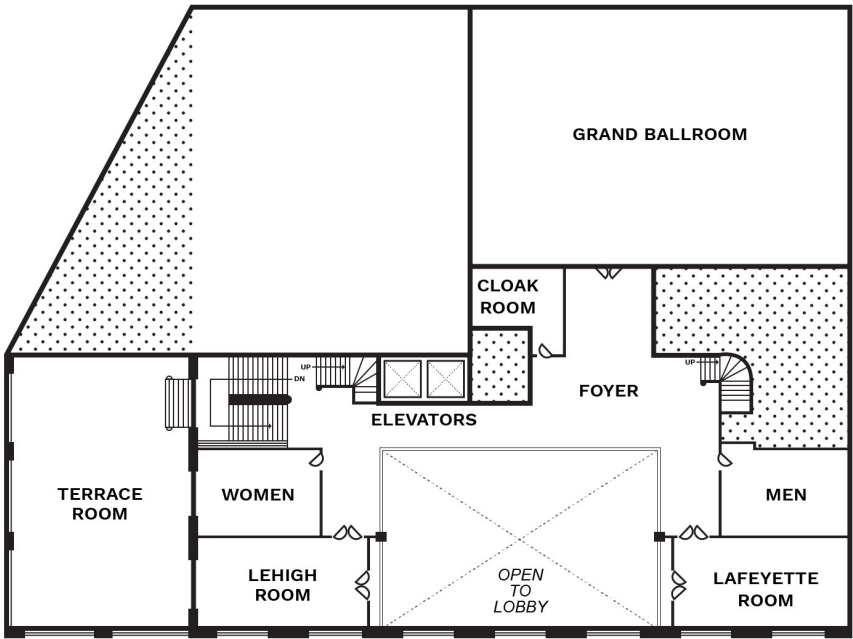 GRAND BALLROOM
CLOAK
ROOM
UP
DN
UP
FOYER
ELEVATORS
TERRACE
ROOM
WOMEN
MEN
LEHIGH
ROOM
OPEN
TO
LOBBY
LAFEYETTE
ROOM